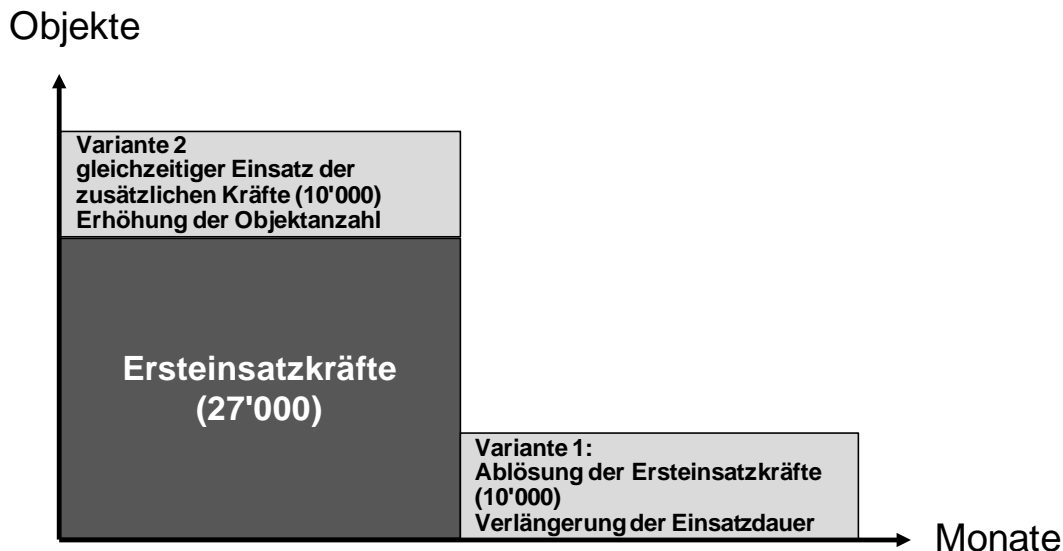 Objekte
Variante 2
gleichzeitiger Einsatz der
zusätzlichen Kräfte (10'000)
Erhöhung der Objektanzahl
Ersteinsatzkräfte
(27'000)
Variante 1:
Ablösung der Ersteinsatzkräfte
(10'000)
Verlängerung der Einsatzdauer
Monate